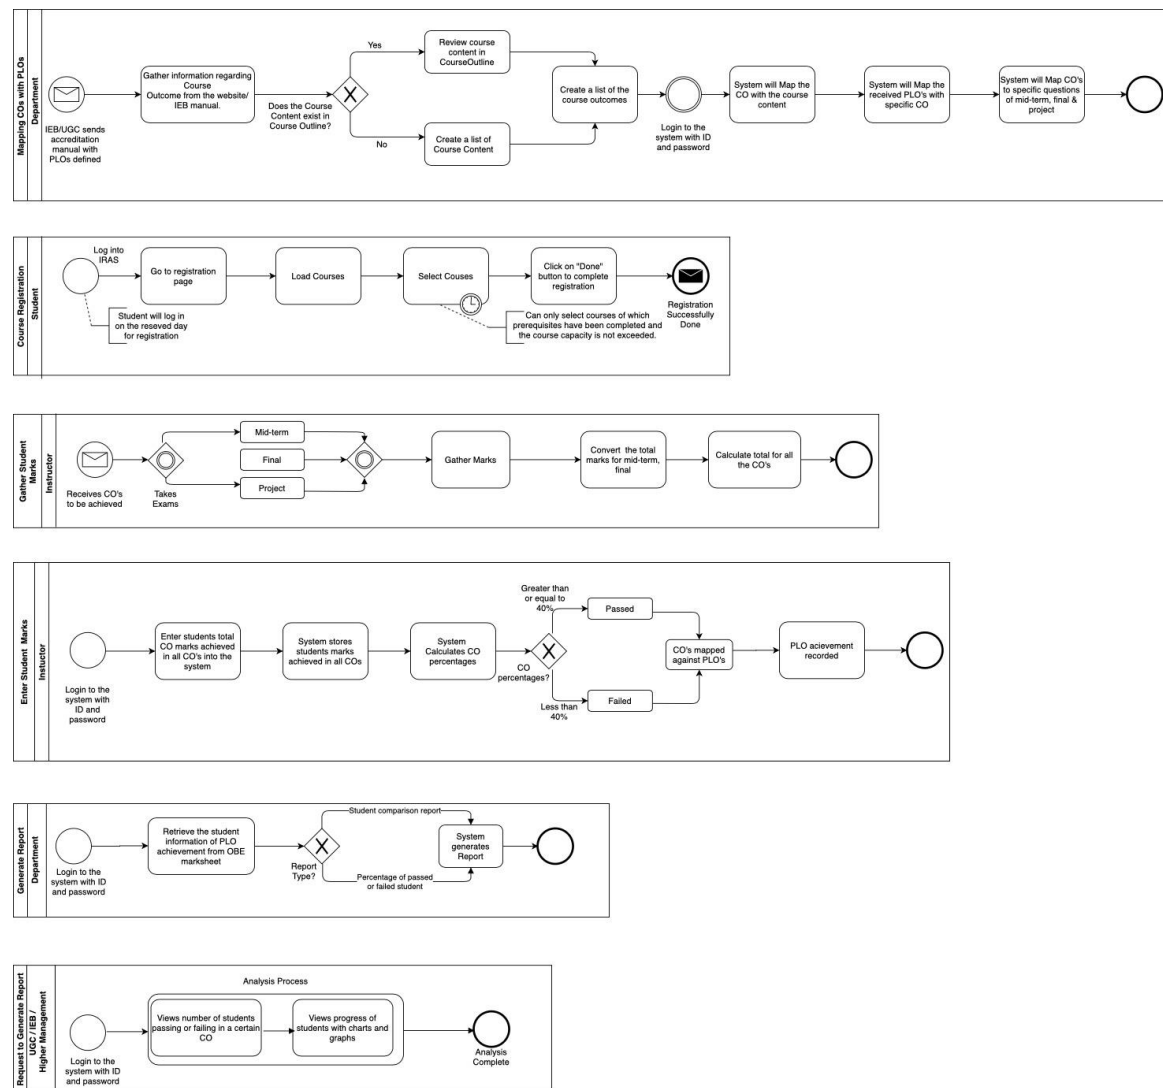 Mapping COs with PLOs
Department
IEB/UGC sends
accreditation
manual with
PLOs defined
Gather information regarding
Course
Outcome from the website/
IEB manual.
Does the Course
Content exist in
Course Outline?
Yes
No
Review course
content in
CourseOutline
Create a list of
Course Content
Create a list of the
course outcomes
Login to the
system with ID
and password
System will Map
the CO with the course
content
System will Map the
received PLO's with
specific CO
System will Map CO's
to specific questions
of mid-term, final &
project
Course Registration
Student
Log into
IRAS
Student will log in
on the reseved day
for registration
Go to registration
page
Load Courses
Select Couses
Can only select courses of which
prerequisites have been completed and
the course capacity is not exceeded.
Click on "Done"
button to complete
registration
Registration
Successfully
Done
Gather Student
Marks
Instructor
Receives CO's
to be achieved
Takes
Exams
Mid-term
Final
Project
Gather Marks
Convert the total
marks for mid-term,
final
Calculate total for all
the CO's
Enter Student Marks
Instuctor
Login to the
system with
ID and
password
Enter students total
CO marks achieved
in all CO's into the
system
System stores
students marks
achieved in all COs
System
Calculates CO
percentages
CO
percentages?
Greater than
or equal to
40%
Less than
40%
Passed
Failed
CO's mapped
against PLO's
PLO acievement
recorded
Generate Report
Department
Login to the
system with ID
and password
Retrieve the student
information of PLO
achievement from OBE
marksheet
Report
Type?
Student comparison report
Percentage of passed
or failed student
System
generates
Report
Request to Generate Report
UGC / IEB /
Higher Management
Login to the
system with ID
and password
Analysis Process
Views number of students
passing or failing in a certain
CO
Views progress of
students with charts and
graphs
Analysis
Complete